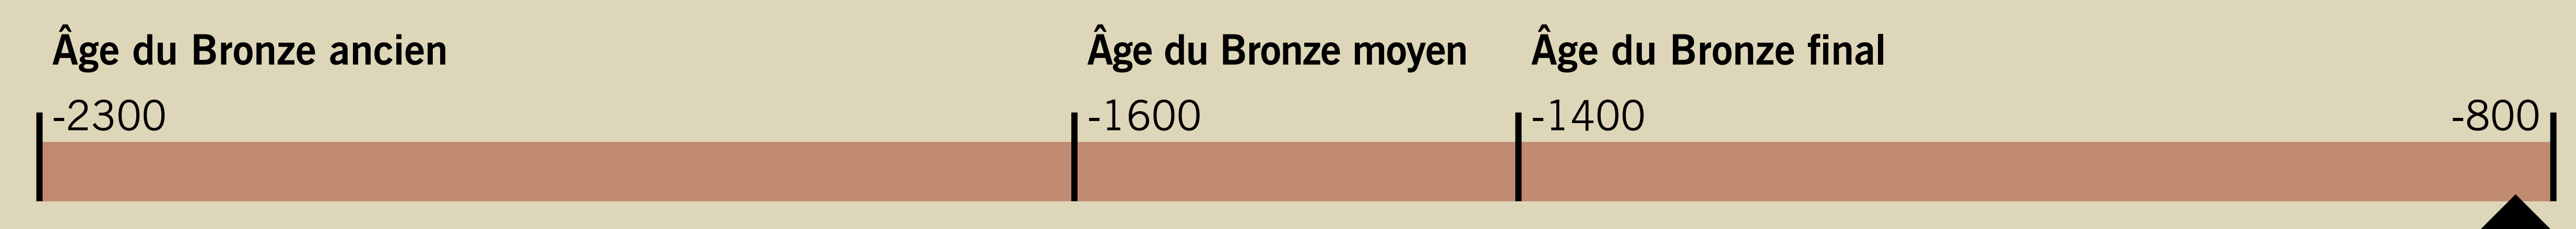 Âge du Bronze ancien
Âge du Bronze moyen
Âge du Bronze final
-2300
-1600
-1400
-800